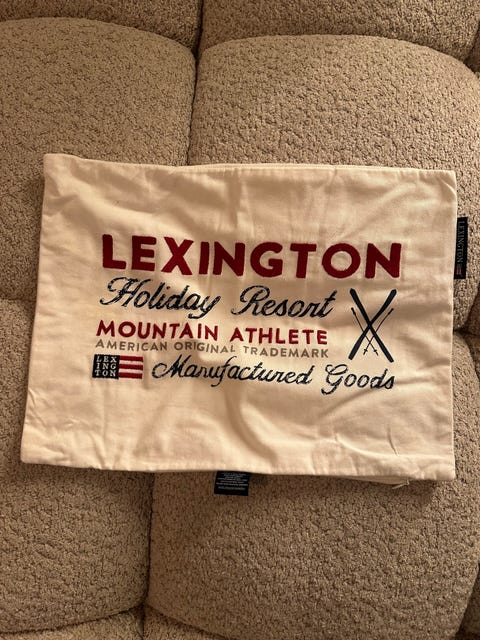 LEXINGTON
Holiday Resort
MOUNTAIN ATHLETE
AMERICAN ORIGINAL TRADEMARK
LEX
ING
TON
Manufactured Goods
LEXINGTON